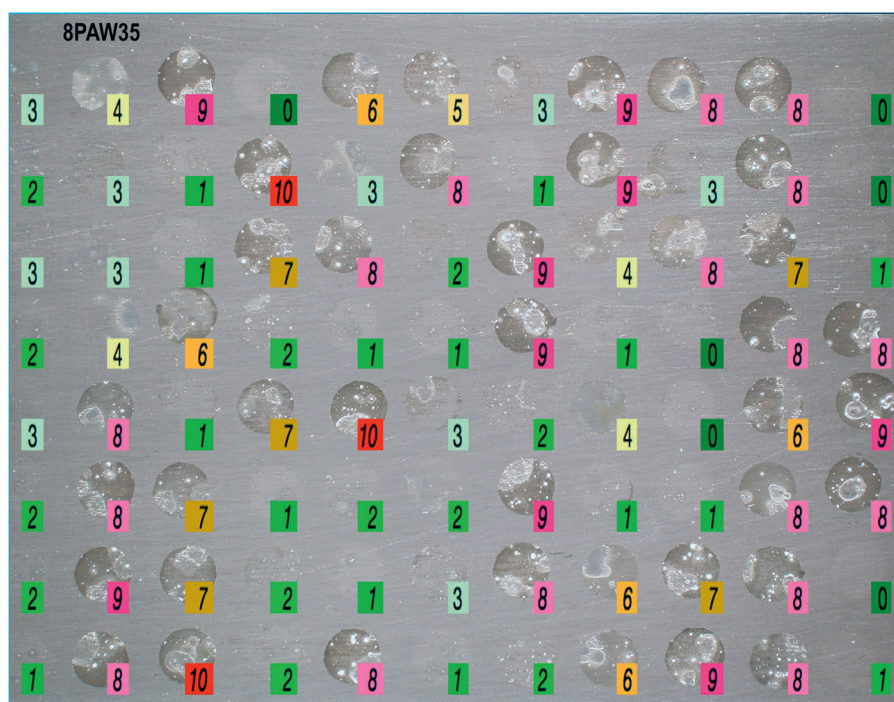 8PAW35
3 4 9 0 6 5 3 9 8 8 0
2 3 1 10 3 8 1 9 3 8 0
3 3 1 7 8 2 9 4 8 7 1
2 4 6 2 1 1 9 1 0 8 8
3 8 1 7 10 3 2 4 0 6 9
2 8 7 1 2 2 9 1 1 8 8
2 9 7 2 1 3 8 6 7 8 0
1 8 10 2 8 1 2 6 9 8 1